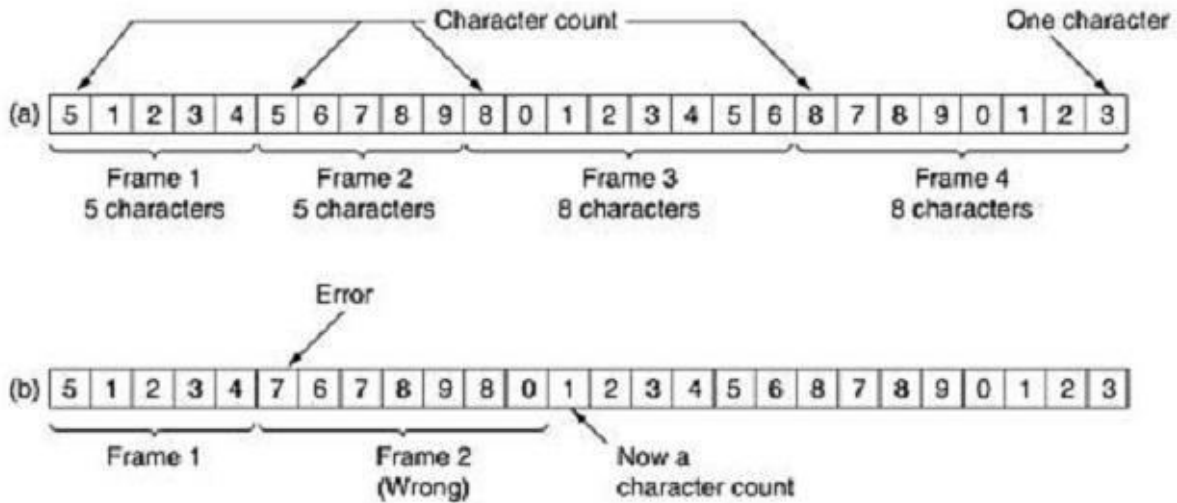 Character count
One character
(a) 5 1 2 3 4 5 6 7 8 9 8 0 1 2 3 4 5 6 8 7 8 9 0 1 2 3
Frame 1
5 characters
Frame 2
5 characters
Frame 3
8 characters
Frame 4
8 characters
Error
(b) 5 1 2 3 4 7 6 7 8 9 8 0 1 2 3 4 5 6 8 7 8 9 0 1 2 3
Frame 1
Frame 2
(Wrong)
Now a
character count